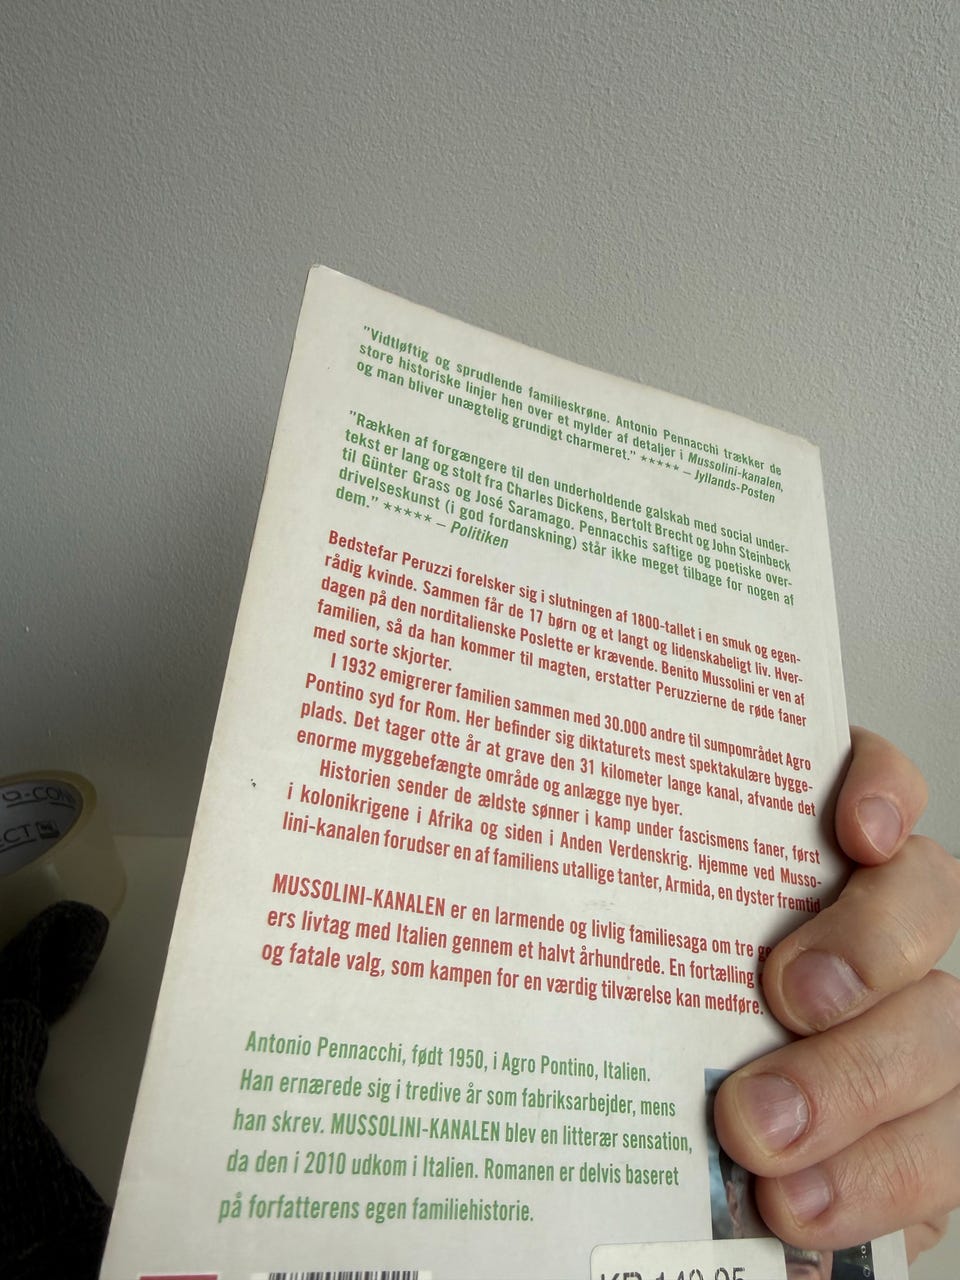 "Vidtløftig og sprudlende familieskrøne. Antonio Pennacchi trækker de
store historiske linjer hen over et mylder af detaljer i Mussolini-kanalen,
og man bliver unægtelig grundigt charmeret." ***** – Jyllands-Posten
"Rækken af forgængere til den underholdende galskab med social under-
tekst er lang og stolt fra Charles Dickens, Bertolt Brecht og John Steinbeck
til Günter Grass og José Saramago. Pennacchis saftige og poetiske over-
drivelseskunst (i god fordanskning) står ikke meget tilbage for nogen af
dem." ***** – Politiken
Bedstefar Peruzzi forelsker sig i slutningen af 1800-tallet i en smuk og egen-
rådig kvinde. Sammen får de 17 børn og et langt og lidenskabeligt liv. Hver-
dagen på den norditalienske Poslette er krævende. Benito Mussolini er ven af
familien, så da han kommer til magten, erstatter Peruzzierne de røde faner
med sorte skjorter.
I 1932 emigrerer familien sammen med 30.000 andre til sumpområdet Agro
Pontino syd for Rom. Her befinder sig diktaturets mest spektakulære bygge-
plads. Det tager otte år at grave den 31 kilometer lange kanal, afvande det
enorme myggebefængte område og anlægge nye byer.
Historien sender de ældste sønner i kamp under fascismens faner, først
i kolonikrigene i Afrika og siden i Anden Verdenskrig. Hjemme ved Musso-
lini-kanalen forudser en af familiens utallige tanter, Armida, en dyster fremtid
MUSSOLINI-KANALEN er en larmende og livlig familiesaga om tre
ers livtag med Italien gennem et halvt århundrede. En fortælling
og fatale valg, som kampen for en værdig tilværelse kan medføre.
Antonio Pennacchi, født 1950, i Agro Pontino, Italien.
Han ernærede sig i tredive år som fabriksarbejder, mens
han skrev. MUSSOLINI-KANALEN blev en litterær sensation,
da den i 2010 udkom i Italien. Romanen er delvis baseret
på forfatterens egen familiehistorie.